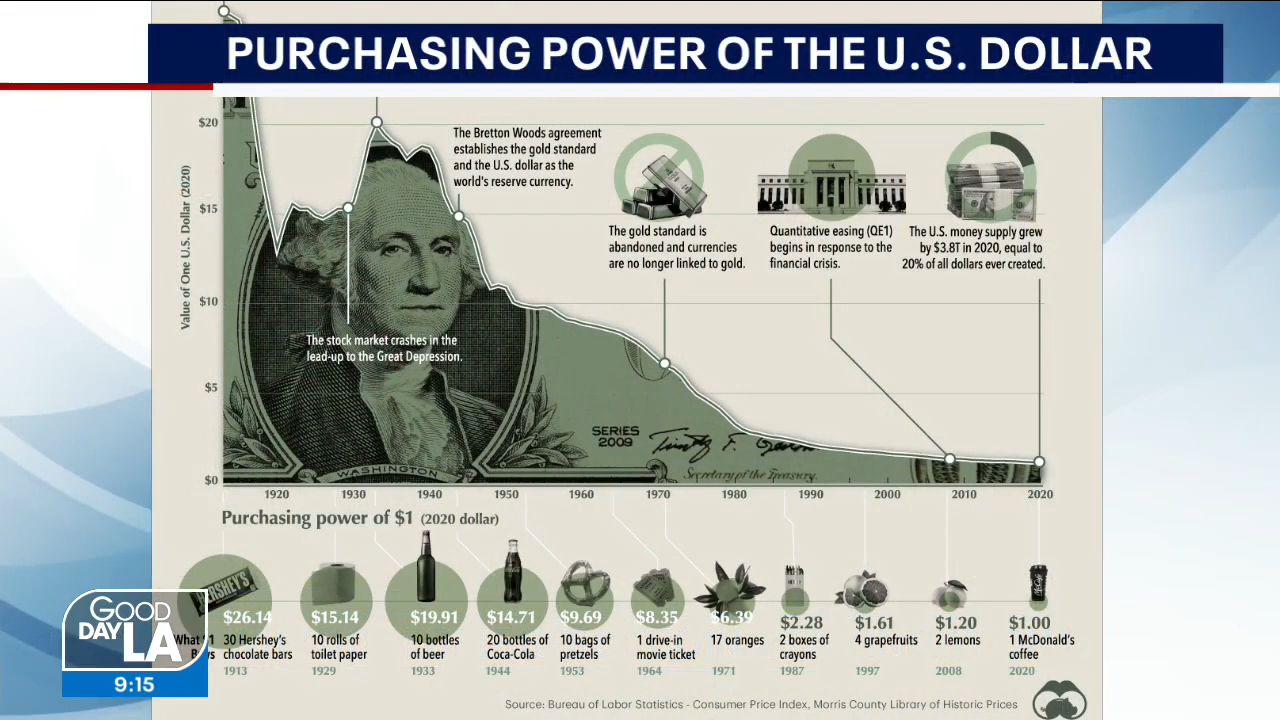 PURCHASING POWER OF THE U.S. DOLLAR
Value of One U.S. Dollar (2020)
$20
$15
$10
$5
$0
The Bretton Woods agreement
establishes the gold standard
and the U.S. dollar as the
world's reserve currency.
The gold standard is
abandoned and currencies
are no longer linked to gold.
Quantitative easing (QE1)
begins in response to the
financial crisis.
The U.S. money supply grew
by $3.8T in 2020, equal to
20% of all dollars ever created.
The stock market crashes in the
lead-up to the Great Depression.
WASHINGTON
SERIES
2009
Secretary of the Treasury.
1920 1930 1940 1950 1960 1970 1980 1990 2000 2010 2020
Purchasing power of $1 (2020 dollar)
HERSHEY'S
$26.14 $15.14 $19.91 $14.71 $9.69 $8.35 $6.39 $2.28 $1.61 $1.20 $1.00
What
30 Hershey's
chocolate bars
1913
10 rolls of
toilet paper
1929
10 bottles
of beer
1933
20 bottles of
Coca-Cola
1944
10 bags of
pretzels
1953
1 drive-in
movie ticket
1964
17 oranges
1971
2 boxes of
crayons
1987
4 grapefruits
1997
2 lemons
2008
1 McDonald's
coffee
2020
GOOD
DAY
LA
9:15
Source: Bureau of Labor Statistics - Consumer Price Index, Morris County Library of Historic Prices